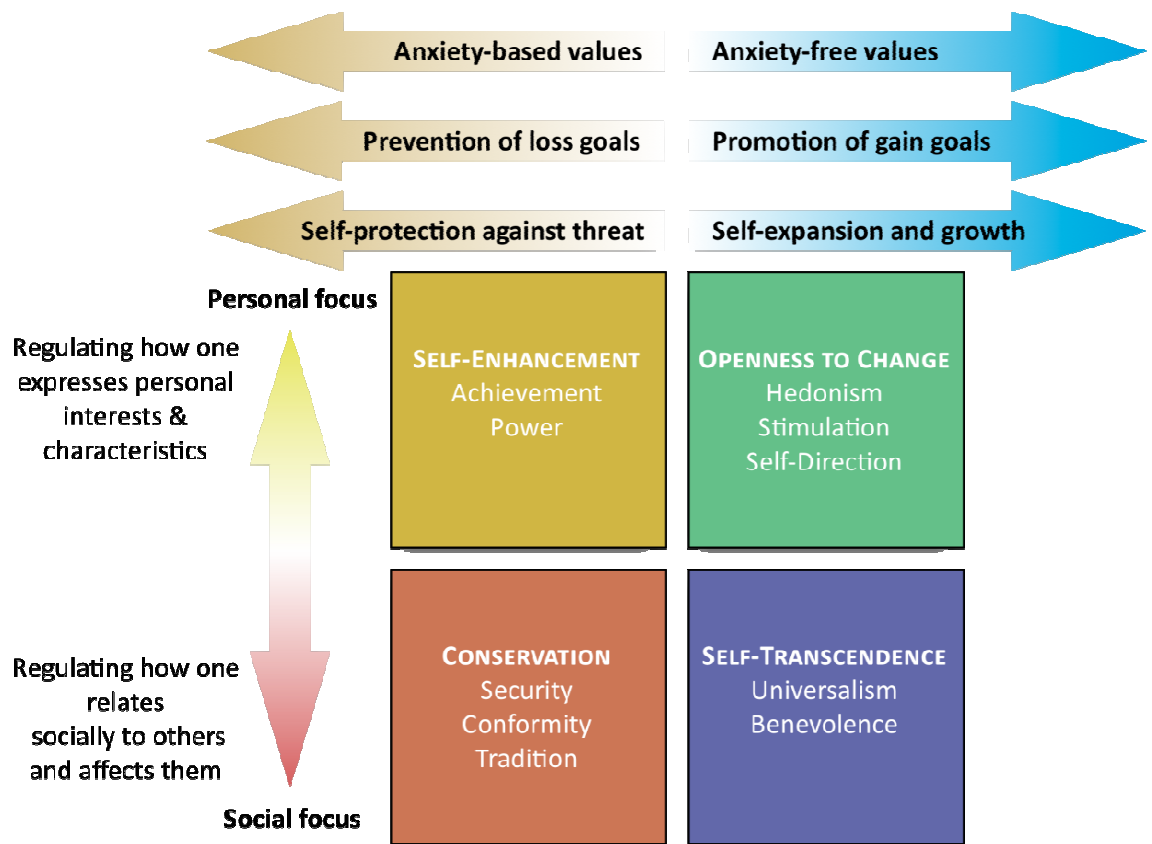 Anxiety-based values
Anxiety-free values
Prevention of loss goals
Promotion of gain goals
Self-protection against threat
Self-expansion and growth
Personal focus
Regulating how one
expresses personal
interests &
characteristics
SELF-ENHANCEMENT
Achievement
Power
OPENNESS TO CHANGE
Hedonism
Stimulation
Self-Direction
Regulating how one
relates
socially to others
and affects them
Social focus
CONSERVATION
Security
Conformity
Tradition
SELF-TRANSCENDENCE
Universalism
Benevolence